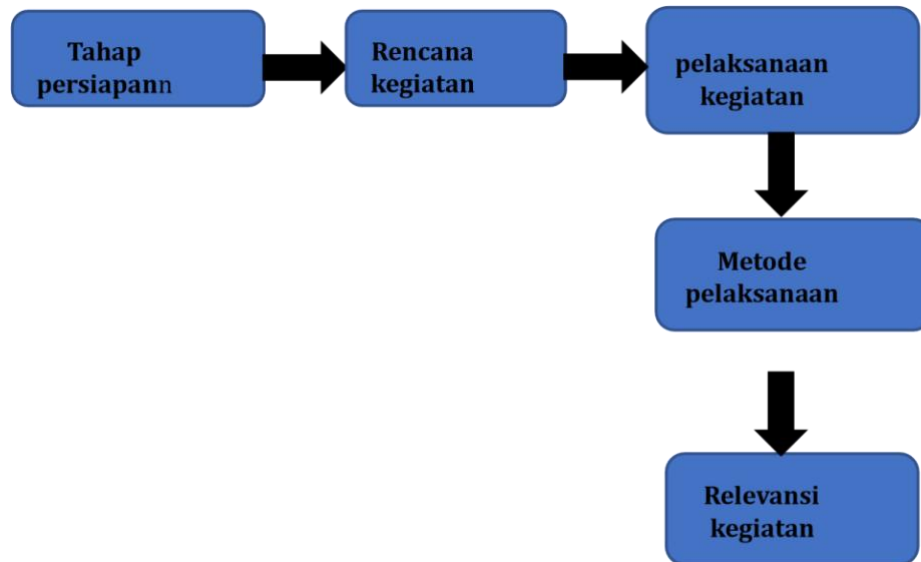 Tahap
persiapann
Rencana
kegiatan
pelaksanaan
kegiatan
Metode
pelaksanaan
Relevansi
kegiatan